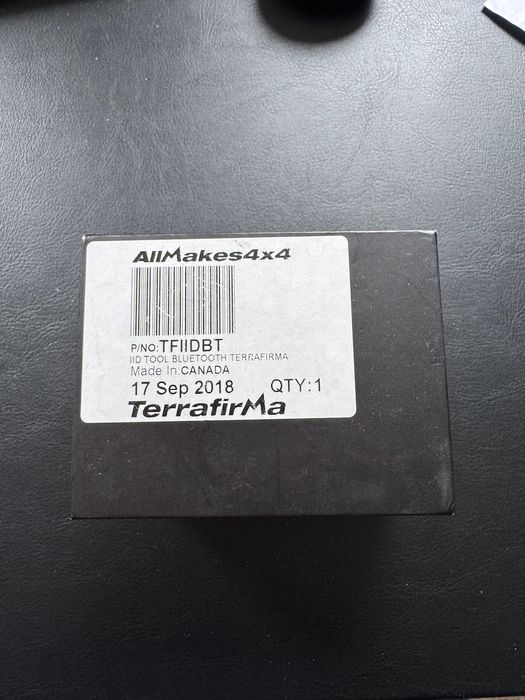 AllMakes4x4
P/NO:TFIIDBT
IID TOOL BLUETOOTH TERRAFIRMA
Made In:CANADA
17 Sep 2018 QTY:1
TerrafirMa